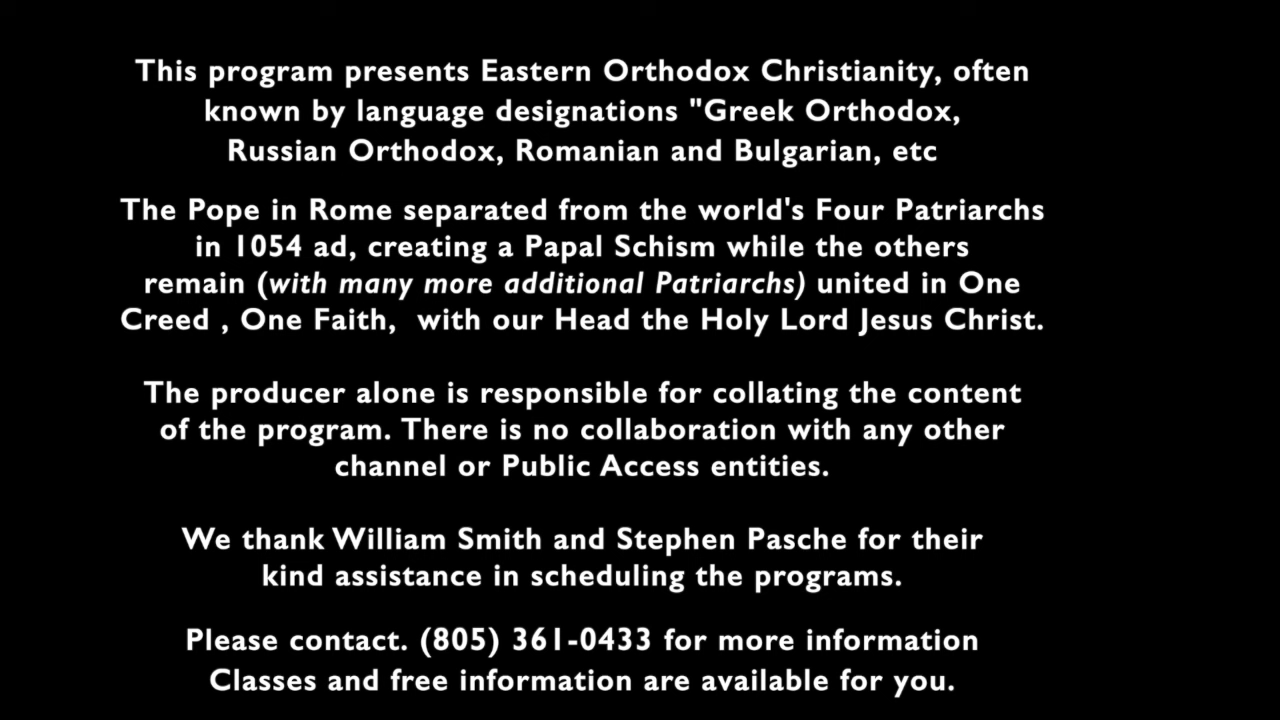 This program presents Eastern Orthodox Christianity, often
known by language designations "Greek Orthodox,
Russian Orthodox, Romanian and Bulgarian, etc
The Pope in Rome separated from the world's Four Patriarchs
in 1054 ad, creating a Papal Schism while the others
remain (with many more additional Patriarchs) united in One
Creed , One Faith,  with our Head the Holy Lord Jesus Christ.
The producer alone is responsible for collating the content
of the program. There is no collaboration with any other
channel or Public Access entities.
We thank William Smith and Stephen Pasche for their
kind assistance in scheduling the programs.
Please contact. (805) 361-0433 for more information
Classes and free information are available for you.